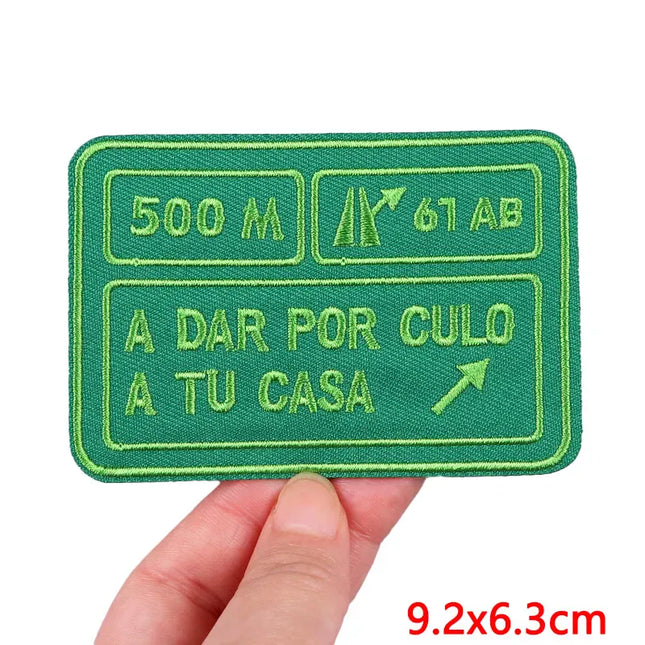 500 M
61 AB
A DAR POR CULO
A TU CASA
9.2x6.3cm